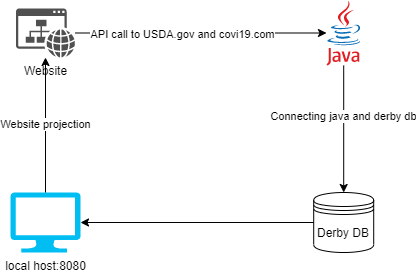 API call to USDA.gov and covi19.com
Java
Website
Website projection
Connecting java and derby db
Derby DB
local host:8080